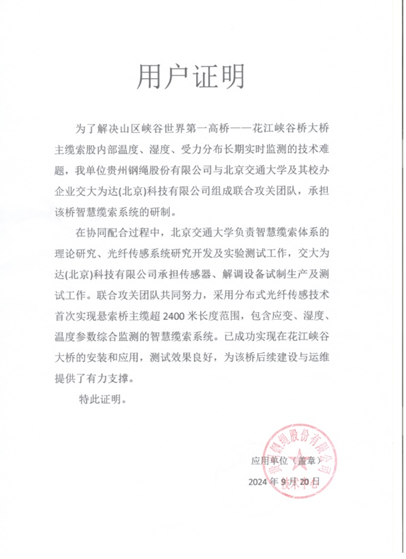 用户证明
为了解决山区峡谷世界第一高桥——花江峡谷桥大桥
主缆索股内部温度、湿度、受力分布长期实时监测的技术难
题，我单位贵州钢绳股份有限公司与北京交通大学及其校办
企业交大为达(北京)科技有限公司组成联合攻关团队，承担
该桥智慧缆索系统的研制。
在协同配合过程中，北京交通大学负责智慧缆索体系的
理论研究、光纤传感系统研究开发及实验测试工作，交大为
达(北京)科技有限公司承担传感器、解调设备试制生产及测
试工作。联合攻关团队共同努力，采用分布式光纤传感技术
首次实现悬索桥主缆超 2400 米长度范围，包含应变、湿度、
温度参数综合监测的智慧缆索系统。已成功实现在花江峡谷
大桥的安装和应用，测试效果良好，为该桥后续建设与运维
提供了有力支撑。
特此证明。
应用单位（盖章）
2024 年 9 月 20 日